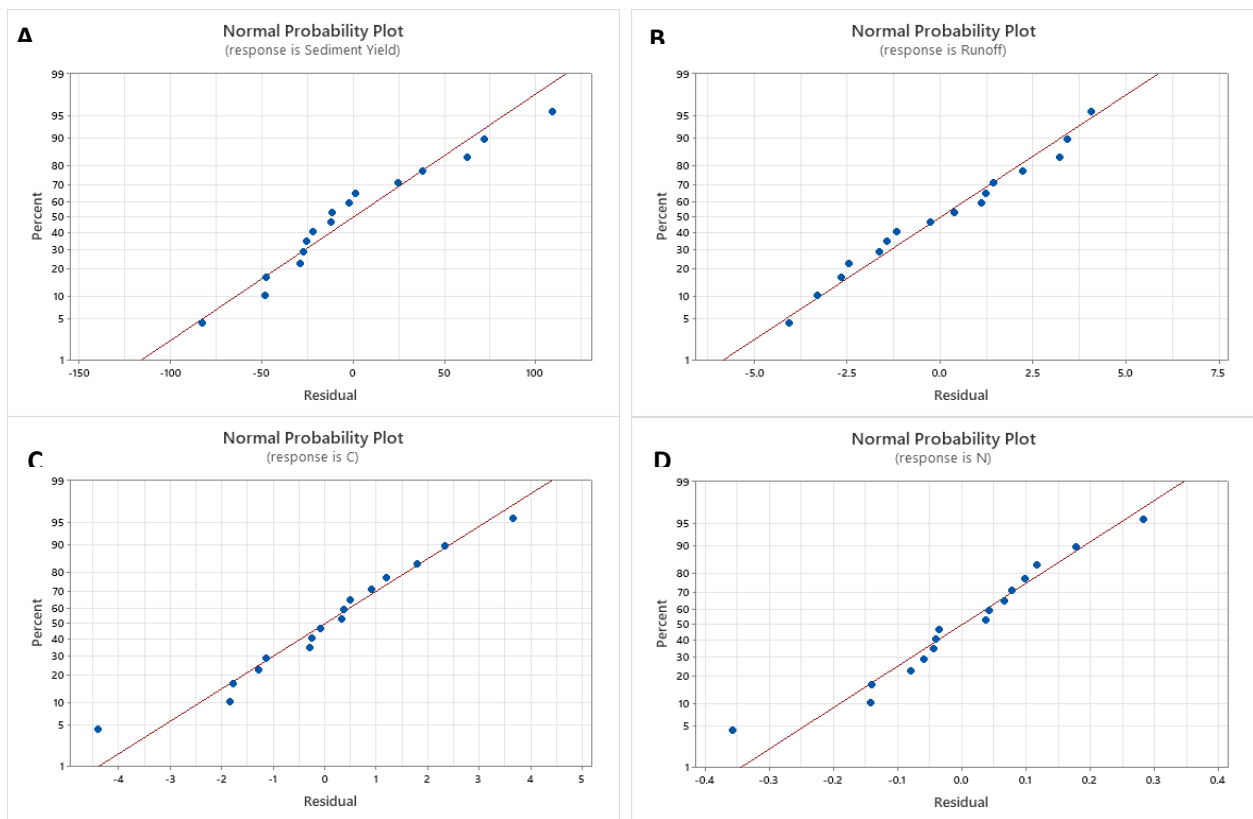 A
Normal Probability Plot
(response is Sediment Yield)
99
95
90
80
70
60
50
40
30
20
10
5
1
Percent
-150 -100 -50 0 50 100
Residual
B
Normal Probability Plot
(response is Runoff)
99
95
90
80
70
60
50
40
30
20
10
5
1
Percent
-5.0 -2.5 0.0 2.5 5.0 7.5
Residual
C
Normal Probability Plot
(response is C)
99
95
90
80
70
60
50
40
30
20
10
5
1
Percent
-4 -3 -2 -1 0 1 2 3 4 5
Residual
D
Normal Probability Plot
(response is N)
99
95
90
80
70
60
50
40
30
20
10
5
1
Percent
-0.4 -0.3 -0.2 -0.1 0.0 0.1 0.2 0.3 0.4
Residual